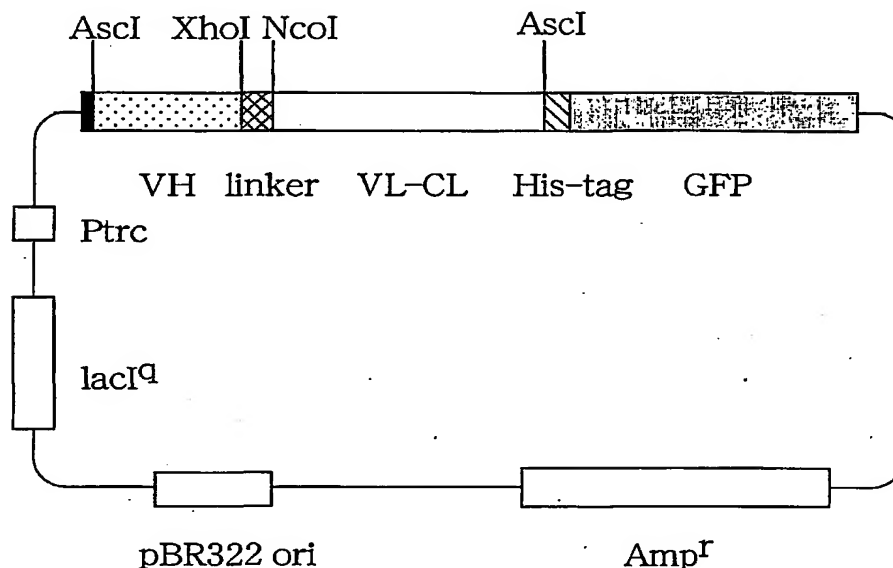 AscI XhoI NcoI AscI
VH linker VL-CL His-tag GFP
Ptrc
lacIq
pBR322 ori Ampr